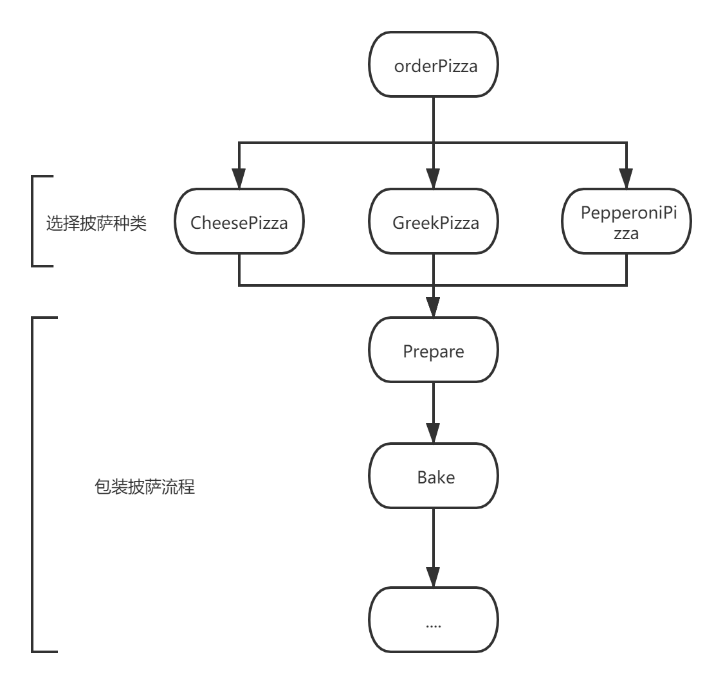 orderPizza
选择披萨种类
CheesePizza
GreekPizza
PepperoniPi
zza
Prepare
Bake
包装披萨流程
....